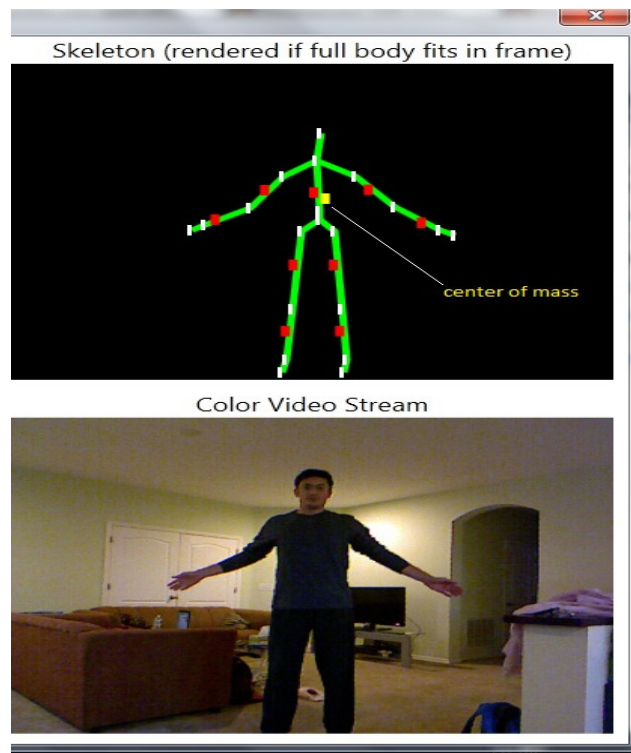 Skeleton (rendered if full body fits in frame)
center of mass
Color Video Stream